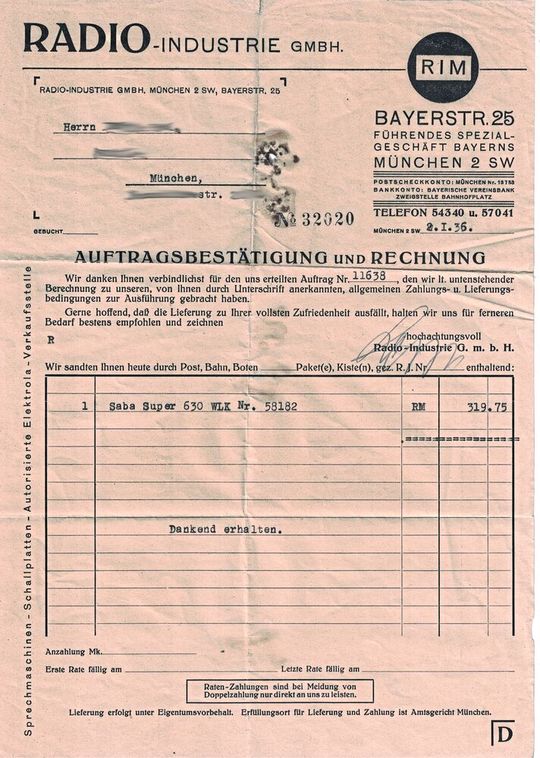 RADIO-INDUSTRIE GMBH.
RIM
RADIO-INDUSTRIE GMBH. MÜNCHEN 2 SW, BAYERSTR. 25
BAYERSTR. 25
FÜHRENDES SPEZIAL-
GESCHÄFT BAYERNS
MÜNCHEN 2 SW
POSTSCHECKKONTO: MÜNCHEN Nr. 13753
BANKKONTO: BAYERISCHE VEREINSBANK
ZWEIGSTELLE BAHNHOFPLATZ
TELEFON 54340 u. 57041
MÜNCHEN 2 SW, 2.I.36.
Herrn
München,
str.
№ 32020
GEBUCHT
AUFTRAGSBESTÄTIGUNG UND RECHNUNG
Wir danken Ihnen verbindlichst für den uns erteilten Auftrag Nr. 11638, den wir lt. untenstehender
Berechnung zu unseren, von Ihnen durch Unterschrift anerkannten, allgemeinen Zahlungs- u. Lieferungs-
bedingungen zur Ausführung gebracht haben.
Gerne hoffend, daß die Lieferung zu Ihrer vollsten Zufriedenheit ausfällt, halten wir uns für ferneren
Bedarf bestens empfohlen und zeichnen
hochachtungsvoll
R
Radio-Industrie G. m. b. H.
Wir sandten Ihnen heute durch Post, Bahn, Boten Paket(e), Kiste(n), gez. R. J. Nr. enthaltend:
1 Saba Super 630 WLK Nr. 58182 RM 319.75
Dankend erhalten.
Anzahlung Mk.
Erste Rate fällig am Letzte Rate fällig am
Raten-Zahlungen sind bei Meidung von
Doppelzahlung nur direkt an uns zu leisten.
Lieferung erfolgt unter Eigentumsvorbehalt. Erfüllungsort für Lieferung und Zahlung ist Amtsgericht München.
D
Sprechmaschinen - Schallplatten - Autorisierte Elektrola - Verkaufsstelle